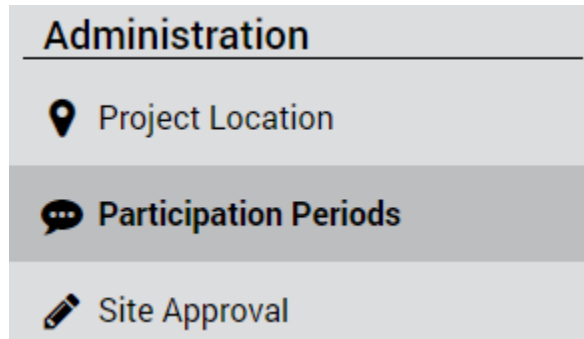 Administration
Project Location
Participation Periods
Site Approval